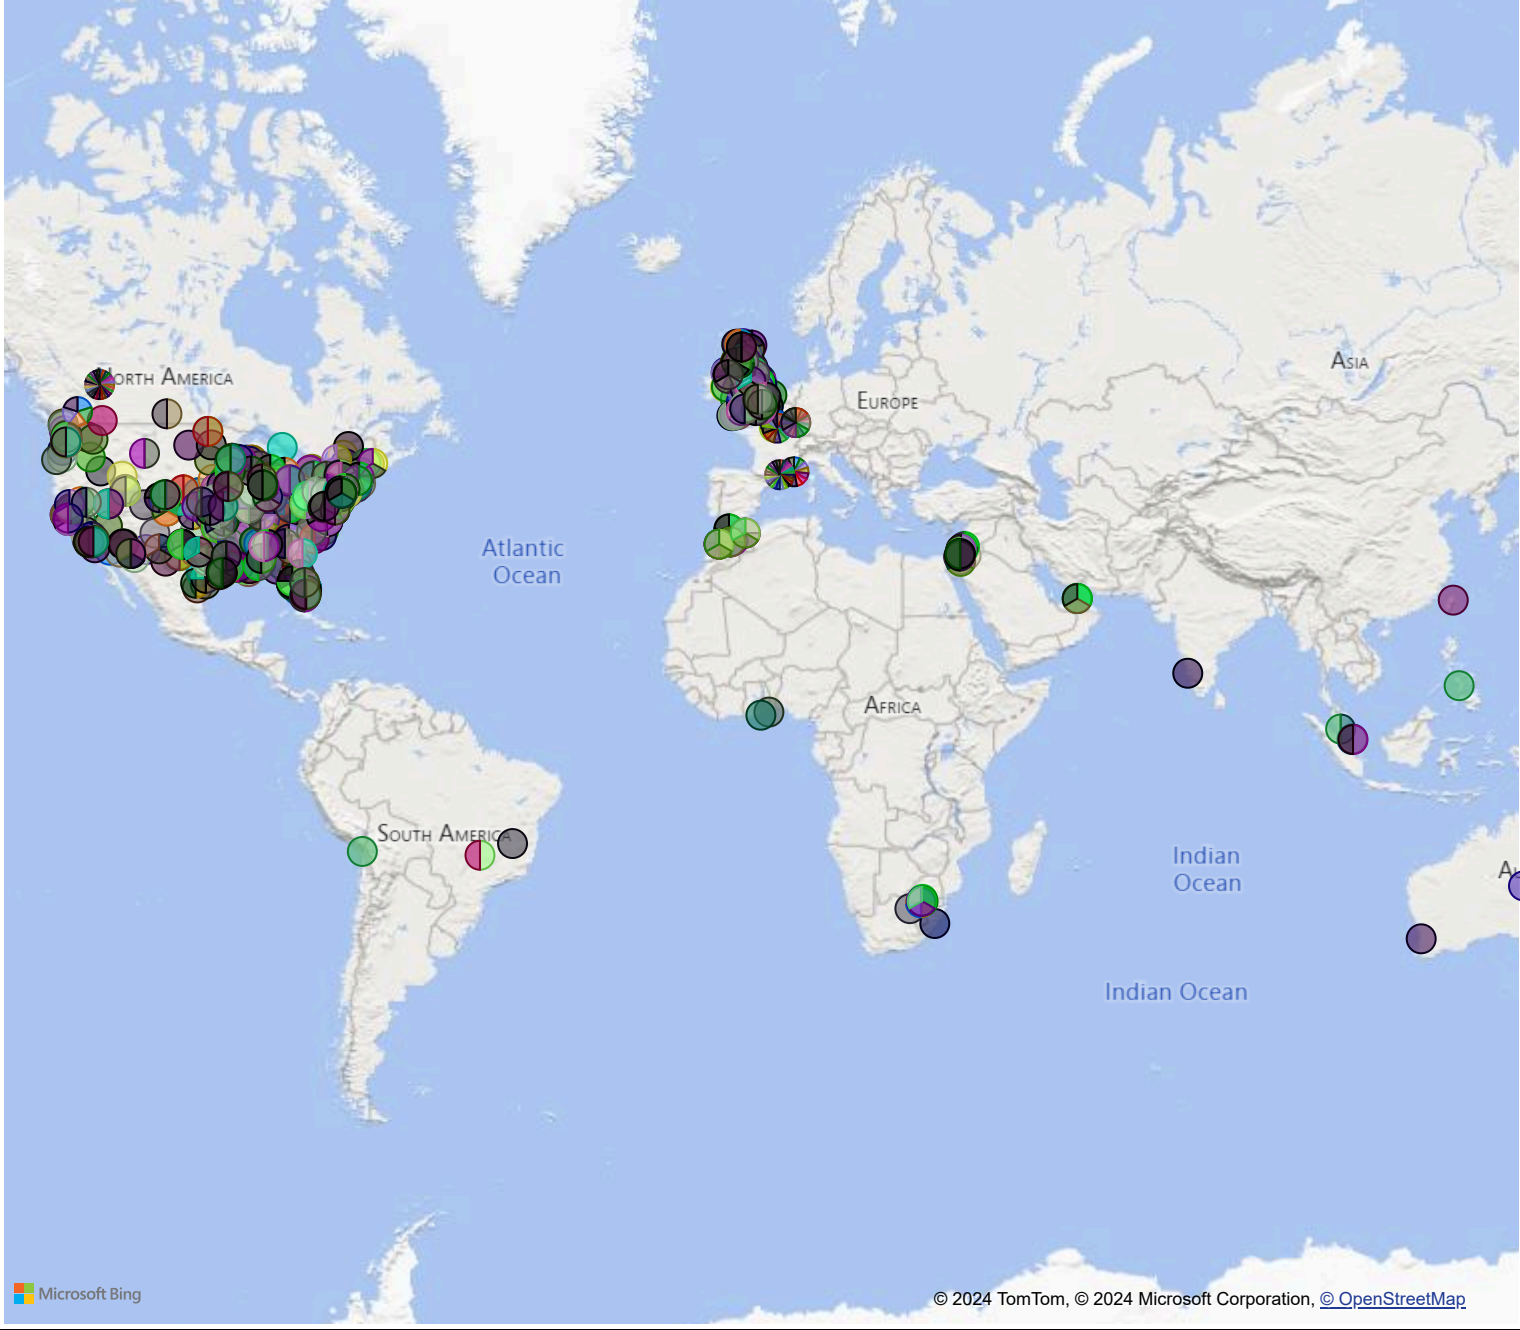 NORTH AMERICA
ASIA
EUROPE
Atlantic
Ocean
AFRICA
SOUTH AMERICA
Indian
Ocean
Indian Ocean
Microsoft Bing
© 2024 TomTom, © 2024 Microsoft Corporation, © OpenStreetMap